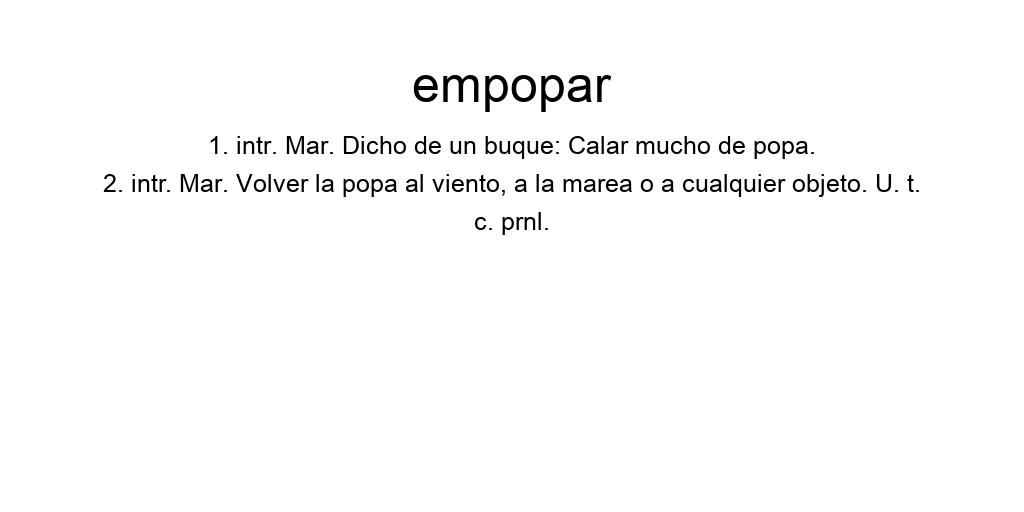 empopar
1. intr. Mar. Dicho de un buque: Calar mucho de popa.
2. intr. Mar. Volver la popa al viento, a la marea o a cualquier objeto. U. t.
c. prnl.